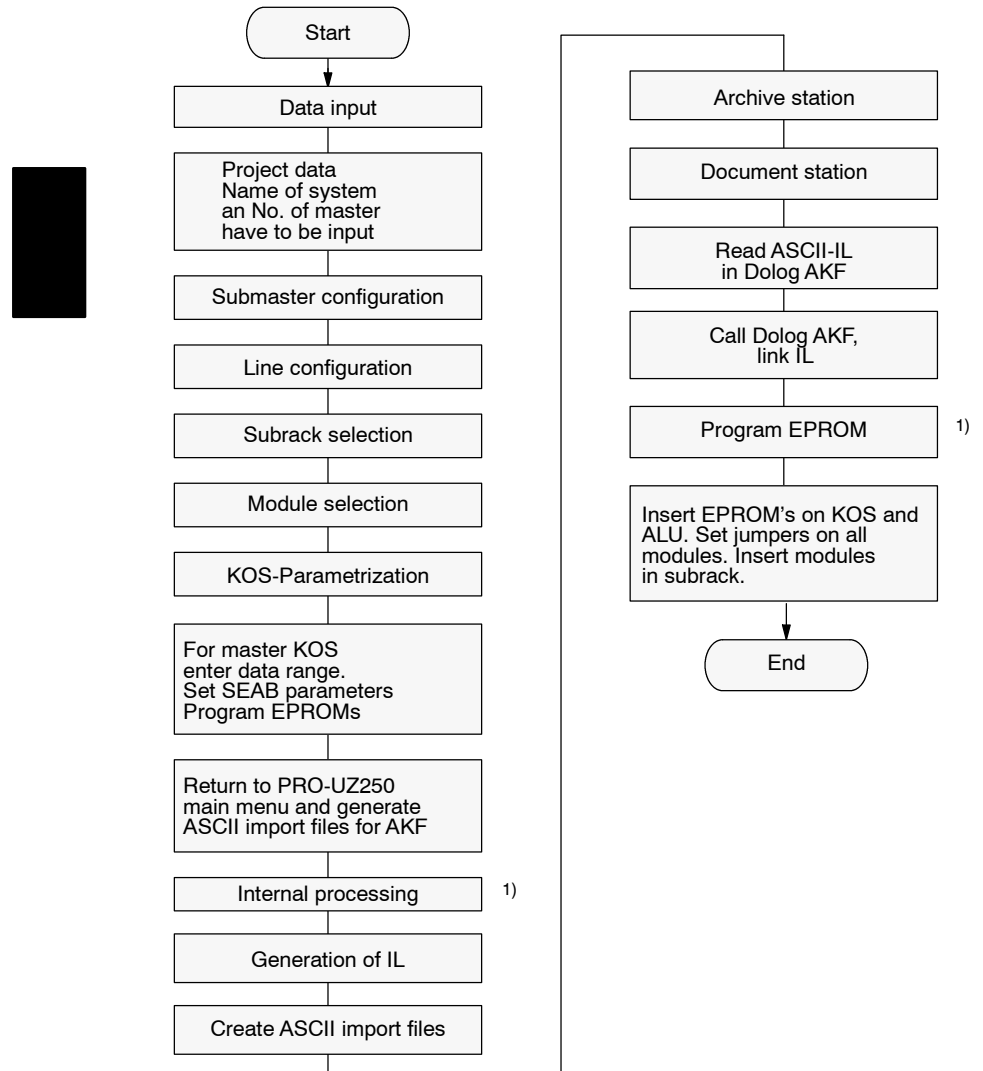 Start
Data input
Project data
Name of system
an No. of master
have to be input
Submaster configuration
Line configuration
Subrack selection
Module selection
KOS-Parametrization
For master KOS
enter data range.
Set SEAB parameters
Program EPROMs
Return to PRO-UZ250
main menu and generate
ASCII import files for AKF
Internal processing 1)
Generation of IL
Create ASCII import files
Archive station
Document station
Read ASCII-IL
in Dolog AKF
Call Dolog AKF,
link IL
Program EPROM 1)
Insert EPROM's on KOS and
ALU. Set jumpers on all
modules. Insert modules
in subrack.
End